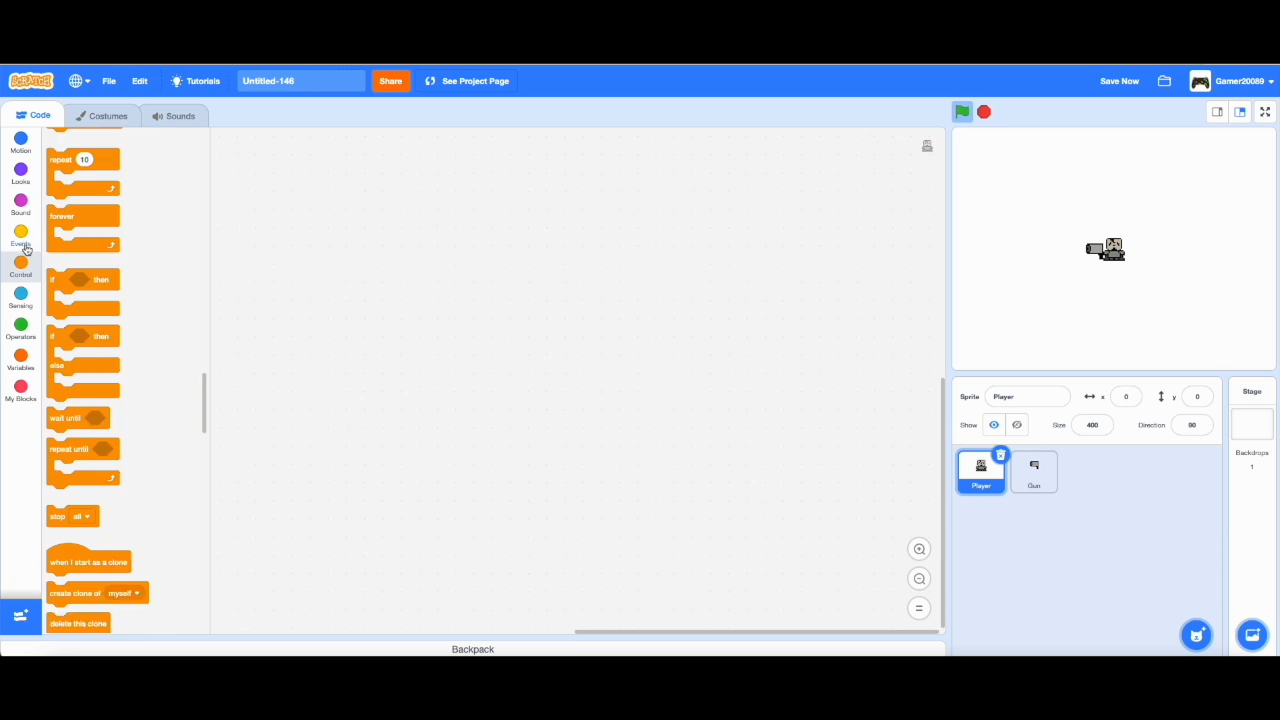 SCRATCH
File
Edit
Tutorials
Untitled-146
Share
See Project Page
Save Now
Gamer20089
Code
Costumes
Sounds
Motion
Looks
Sound
Events
Control
Sensing
Operators
Variables
My Blocks
repeat 10
forever
if then
if then
else
wait until
repeat until
stop all
when I start as a clone
create clone of myself
delete this clone
Backpack
Sprite Player x 0 y 0
Show Size 400 Direction 90
Player
Gun
Stage
Backdrops
1